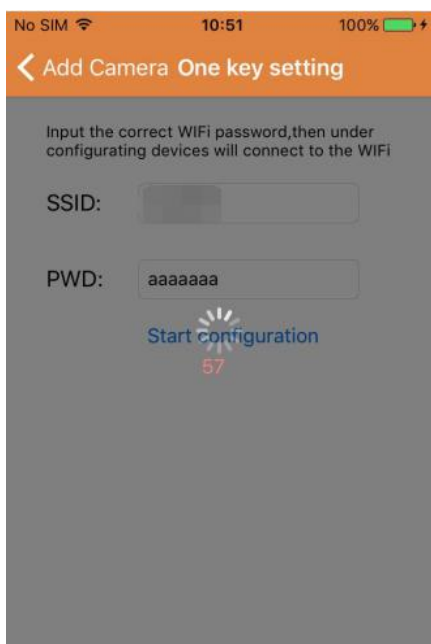 No SIM 10:51 100%
Add Camera One key setting
Input the correct WIFi password,then under
configurating devices will connect to the WIFi
SSID:
PWD: aaaaaaa
Start configuration
57